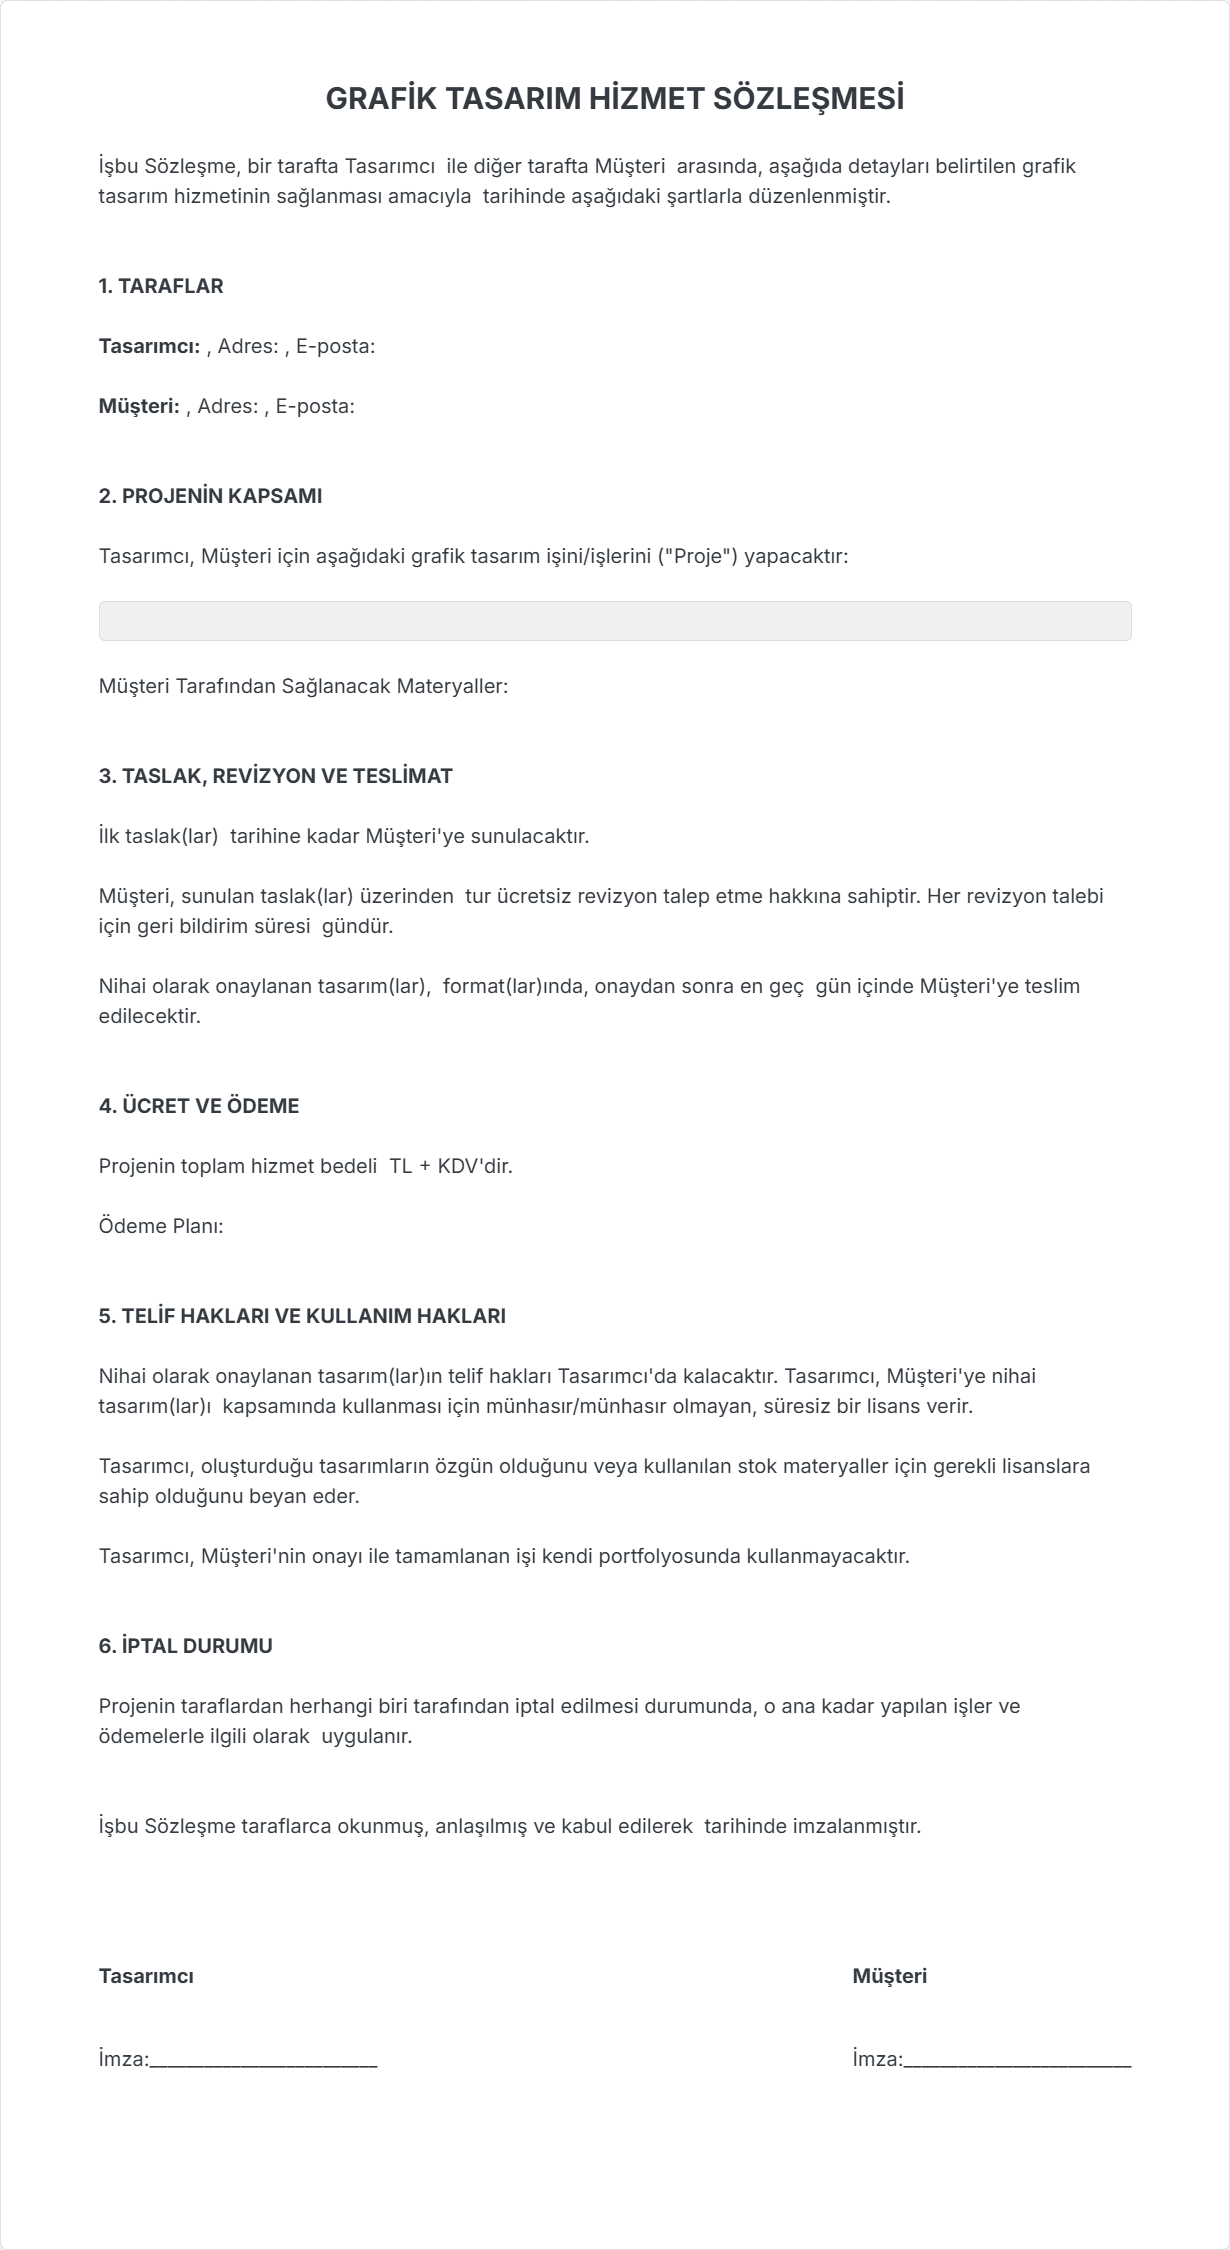 GRAFİK TASARIM HİZMET SÖZLEŞMESİ
İşbu Sözleşme, bir tarafta Tasarımcı  ile diğer tarafta Müşteri  arasında, aşağıda detayları belirtilen grafik
tasarım hizmetinin sağlanması amacıyla  tarihinde aşağıdaki şartlarla düzenlenmiştir.
1. TARAFLAR
Tasarımcı: , Adres: , E-posta:
Müşteri: , Adres: , E-posta:
2. PROJENİN KAPSAMI
Tasarımcı, Müşteri için aşağıdaki grafik tasarım işini/işlerini ("Proje") yapacaktır:
Müşteri Tarafından Sağlanacak Materyaller:
3. TASLAK, REVİZYON VE TESLİMAT
İlk taslak(lar)  tarihine kadar Müşteri'ye sunulacaktır.
Müşteri, sunulan taslak(lar) üzerinden  tur ücretsiz revizyon talep etme hakkına sahiptir. Her revizyon talebi
için geri bildirim süresi  gündür.
Nihai olarak onaylanan tasarım(lar),  format(lar)ında, onaydan sonra en geç  gün içinde Müşteri'ye teslim
edilecektir.
4. ÜCRET VE ÖDEME
Projenin toplam hizmet bedeli  TL + KDV'dir.
Ödeme Planı:
5. TELİF HAKLARI VE KULLANIM HAKLARI
Nihai olarak onaylanan tasarım(lar)ın telif hakları Tasarımcı'da kalacaktır. Tasarımcı, Müşteri'ye nihai
tasarım(lar)ı  kapsamında kullanması için münhasır/münhasır olmayan, süresiz bir lisans verir.
Tasarımcı, oluşturduğu tasarımların özgün olduğunu veya kullanılan stok materyaller için gerekli lisanslara
sahip olduğunu beyan eder.
Tasarımcı, Müşteri'nin onayı ile tamamlanan işi kendi portfolyosunda kullanmayacaktır.
6. İPTAL DURUMU
Projenin taraflardan herhangi biri tarafından iptal edilmesi durumunda, o ana kadar yapılan işler ve
ödemelerle ilgili olarak  uygulanır.
İşbu Sözleşme taraflarca okunmuş, anlaşılmış ve kabul edilerek  tarihinde imzalanmıştır.
Tasarımcı
Müşteri
İmza:_________________________
İmza:_________________________